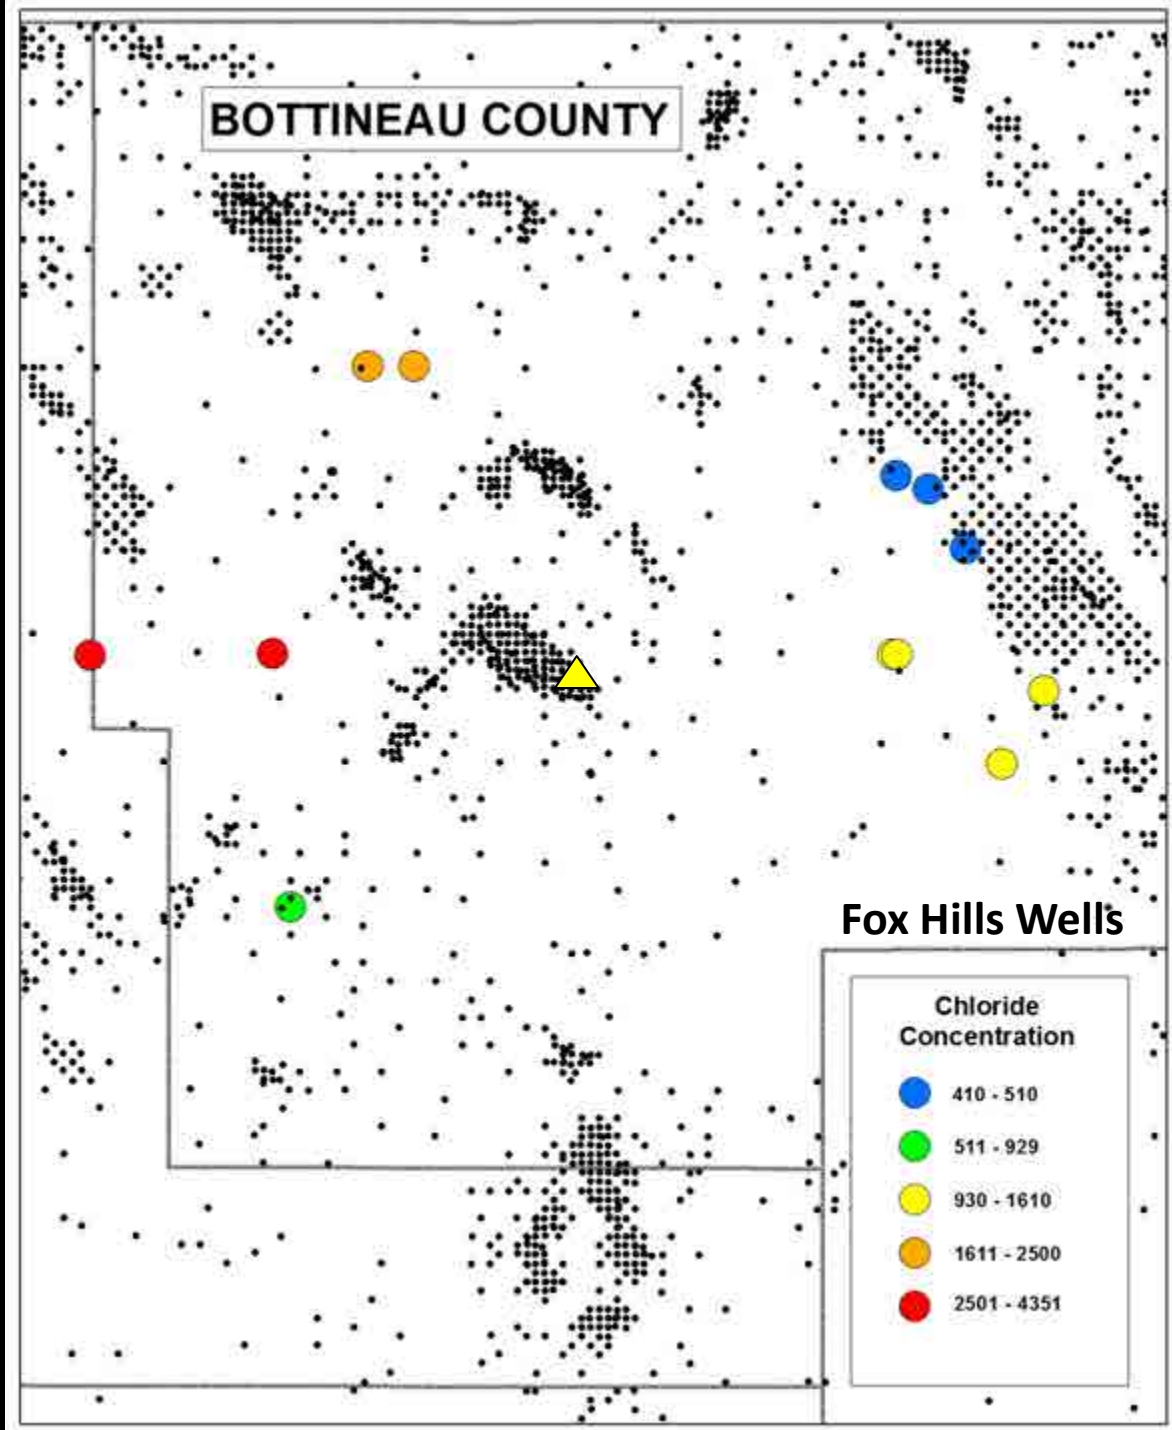 BOTTINEAU COUNTY
Fox Hills Wells
Chloride
Concentration
410 - 510
511 - 929
930 - 1610
1611 - 2500
2501 - 4351